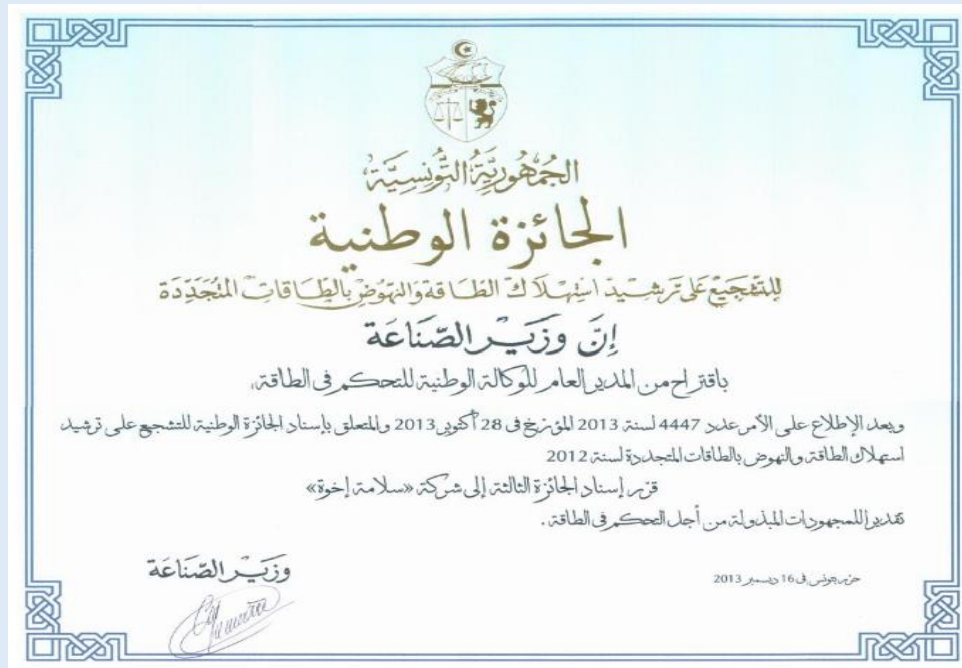 الجمهورية التونسية
الجائزة الوطنية
للتشجيع على ترشيد استهلاك الطاقة والنهوض بالطاقات المتجددة
إن وزير الصناعة
باقتراح من المدير العام للوكالة الوطنية للتحكم في الطاقة،
وبعد الإطلاع على الأمر عدد 4447 لسنة 2013 المؤرخ في 28 أكتوبر 2013 والمتعلق بإسناد الجائزة الوطنية للتشجيع على ترشيد
استهلاك الطاقة والنهوض بالطاقات المتجددة لسنة 2012
قرر إسناد الجائزة الثالثة إلى شركة «سلامة إخوة»
تقديرا للمجهودات المبذولة من أجل التحكم في الطاقة .
وزير الصناعة
حرر بتونس في 16 ديسمبر 2013